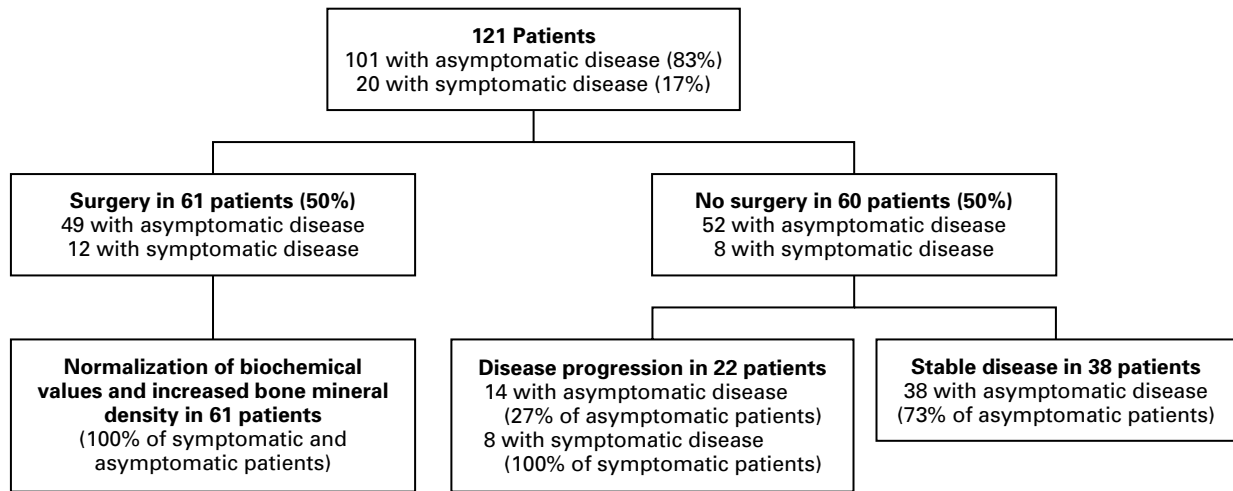 121 Patients
101 with asymptomatic disease (83%)
20 with symptomatic disease (17%)
Surgery in 61 patients (50%)
49 with asymptomatic disease
12 with symptomatic disease
No surgery in 60 patients (50%)
52 with asymptomatic disease
8 with symptomatic disease
Normalization of biochemical
values and increased bone mineral
density in 61 patients
(100% of symptomatic and
asymptomatic patients)
Disease progression in 22 patients
14 with asymptomatic disease
(27% of asymptomatic patients)
8 with symptomatic disease
(100% of symptomatic patients)
Stable disease in 38 patients
38 with asymptomatic disease
(73% of asymptomatic patients)